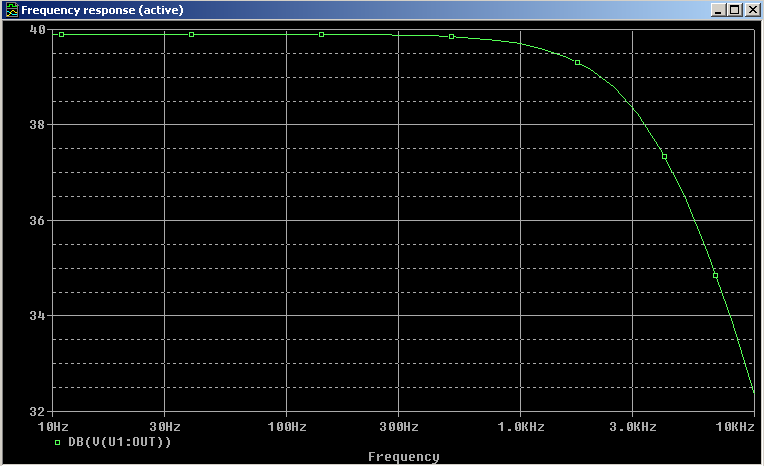 Frequency response (active)
40
38
36
34
32
10Hz 30Hz 100Hz 300Hz 1.0KHz 3.0KHz 10KHz
DB(V(U1:OUT))
Frequency